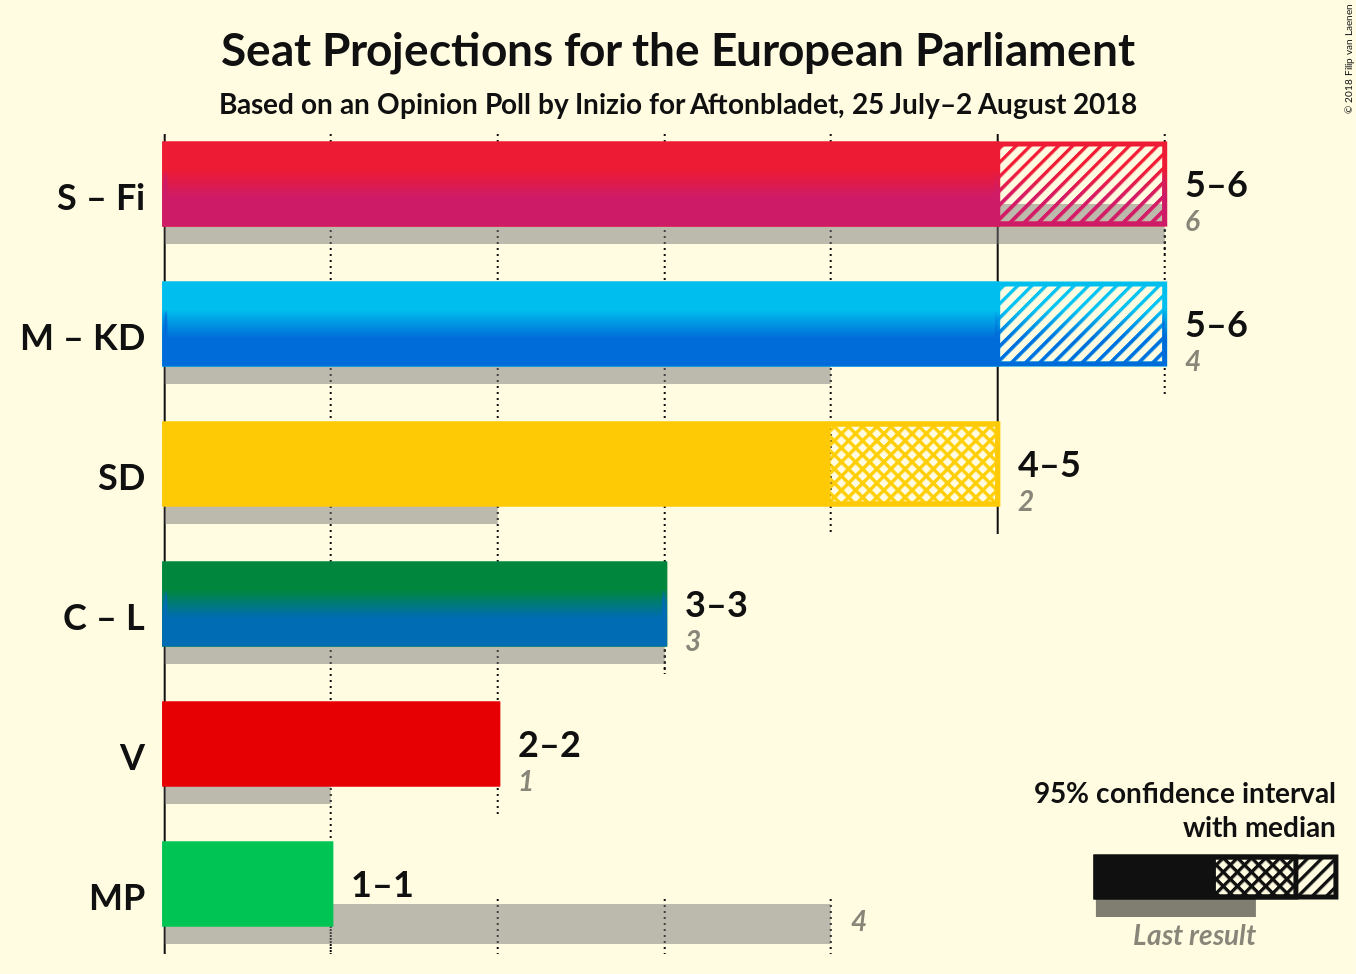 Seat Projections for the European Parliament
Based on an Opinion Poll by Inizio for Aftonbladet, 25 July–2 August 2018
© 2018 Filip van Laenen
S – Fi
5–6
6
M – KD
5–6
4
SD
4–5
2
C – L
3–3
3
V
2–2
1
MP
1–1
4
95% confidence interval
with median
Last result